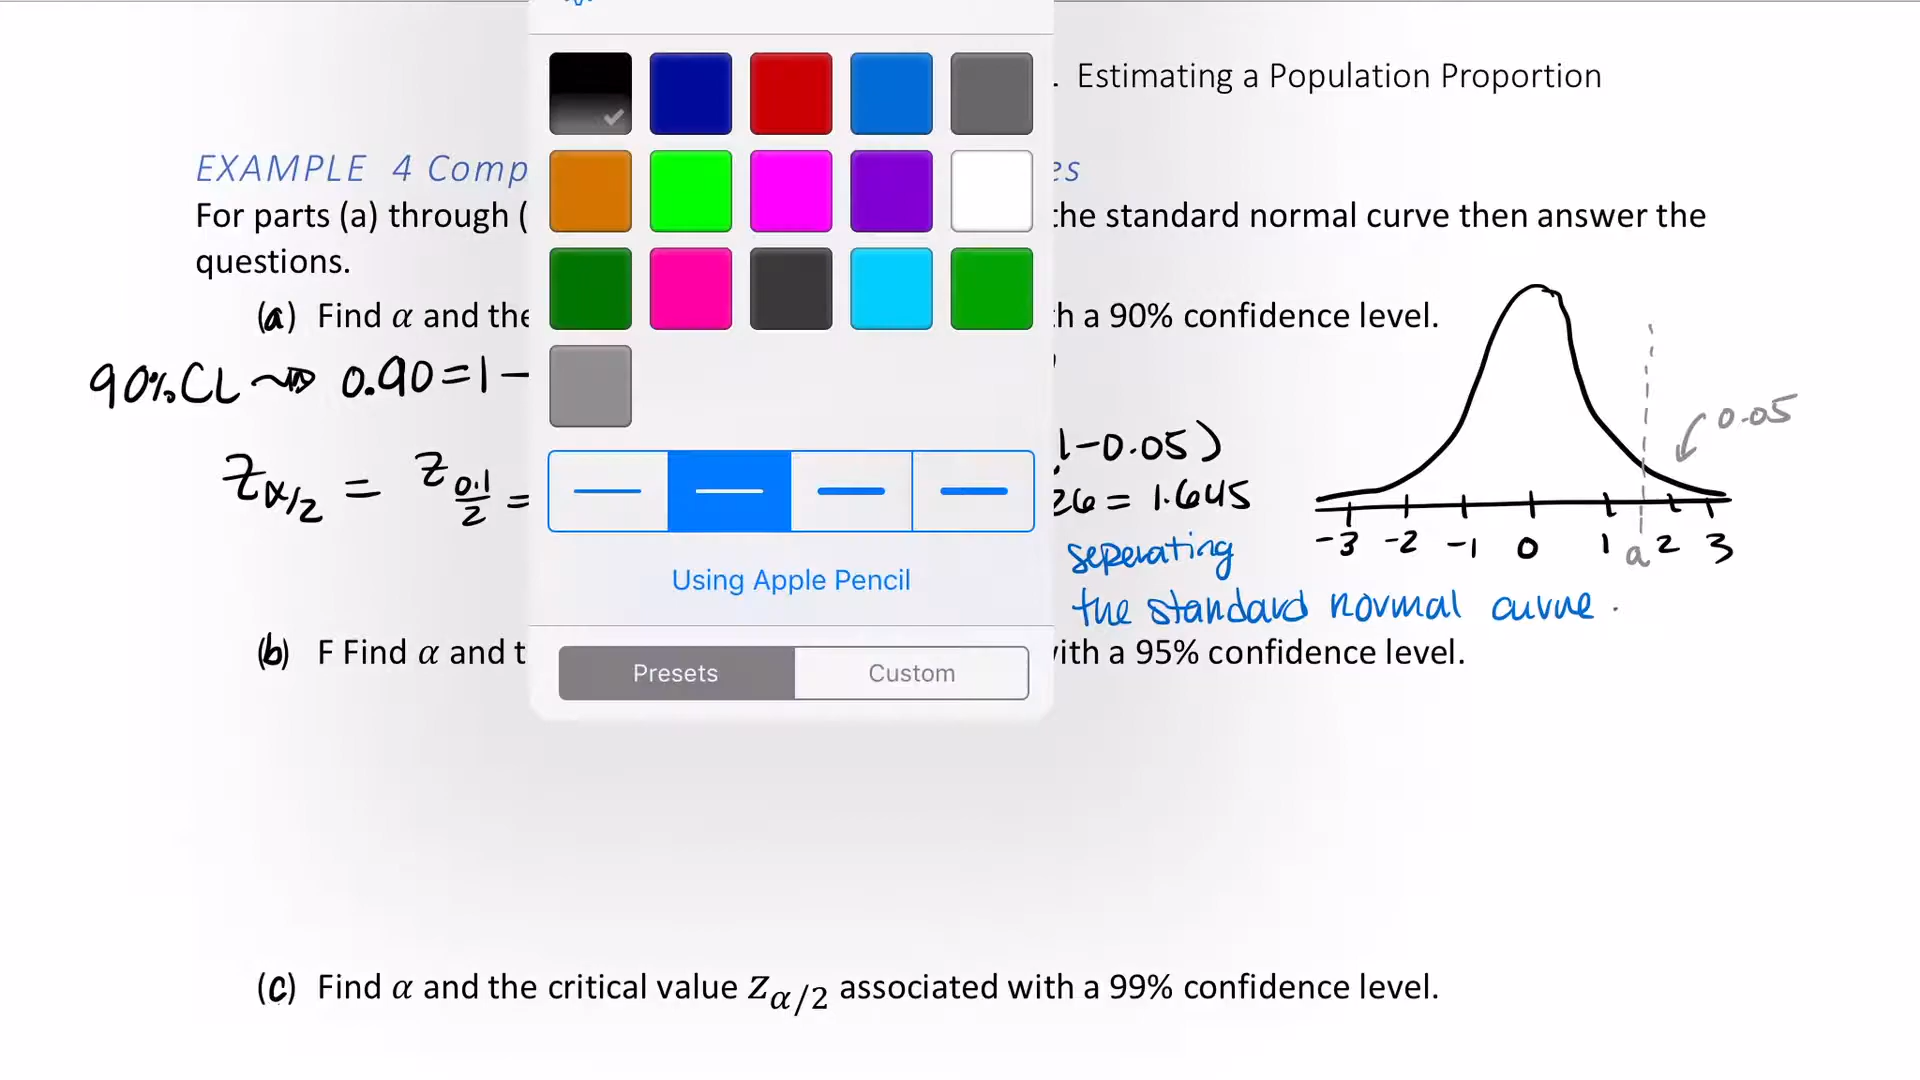 . Estimating a Population Proportion
EXAMPLE 4 Comp es
For parts (a) through ( the standard normal curve then answer the
questions.
(a) Find α and the h a 90% confidence level.
90% CL ⇝ 0.90 = 1 −
1-0.05)
0.05
Zα/2 = Z0.1/2 = 26 = 1.645
-3 -2 -1 0 1 a 2 3
seperating
Using Apple Pencil
the standard normal curve.
(b) F Find α and t ith a 95% confidence level.
Presets Custom
(c) Find α and the critical value Zα/2 associated with a 99% confidence level.